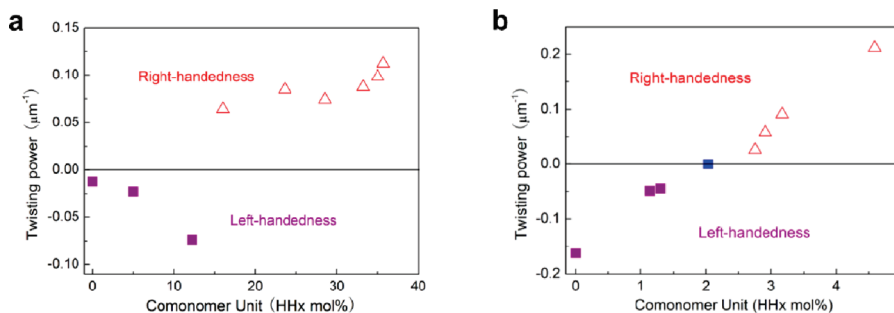 a
b
0.15
0.10
0.05
0.00
-0.05
-0.10
Twisting power (μm⁻¹)
Right-handedness
Left-handedness
0 10 20 30 40
Comonomer Unit (HHx mol%)
0.2
0.1
0.0
-0.1
-0.2
Twisting power (μm⁻¹)
Right-handedness
Left-handedness
0 2 4
Comonomer Unit (HHx mol%)